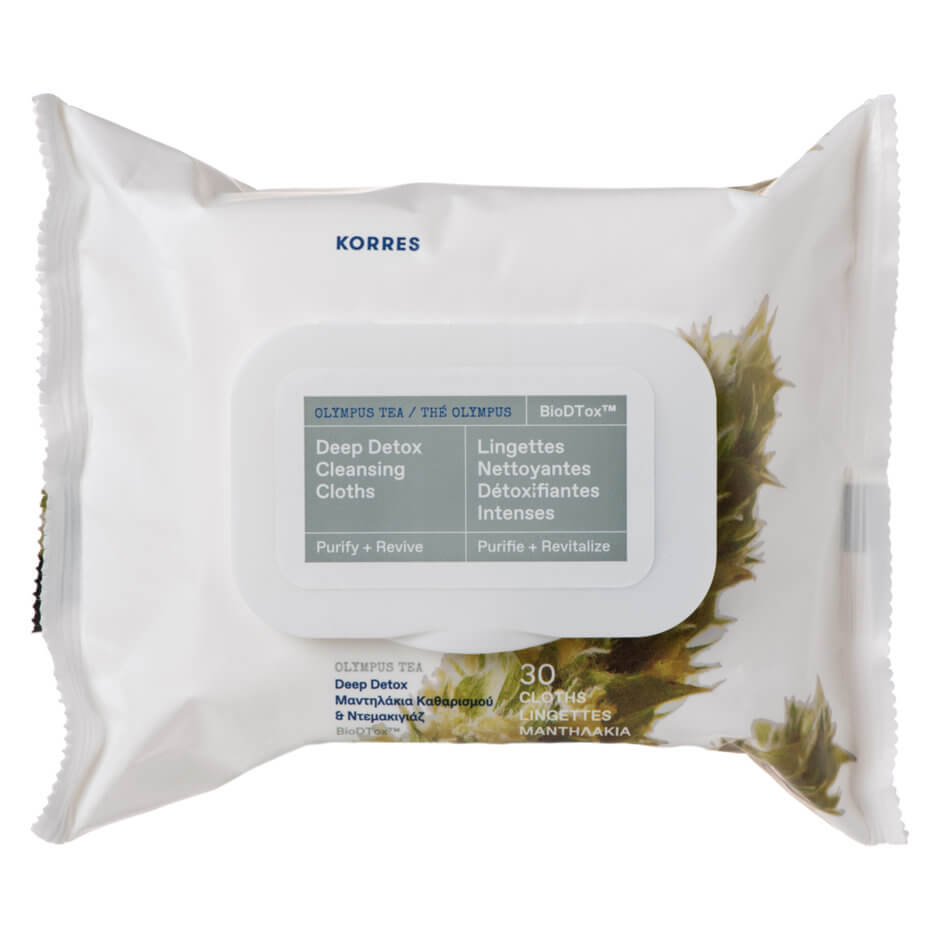 KORRES
OLYMPUS TEA / THÉ OLYMPUS
BioDTox™
Deep Detox
Cleansing
Cloths
Lingettes
Nettoyantes
Détoxifiantes
Intenses
Purify + Revive
Purifie + Revitalize
OLYMPUS TEA
Deep Detox
Μαντηλάκια Καθαρισμού
& Ντεμακιγιάζ
BioDTox™
30
CLOTHS
LINGETTES
ΜΑΝΤΗΛΑΚΙΑ